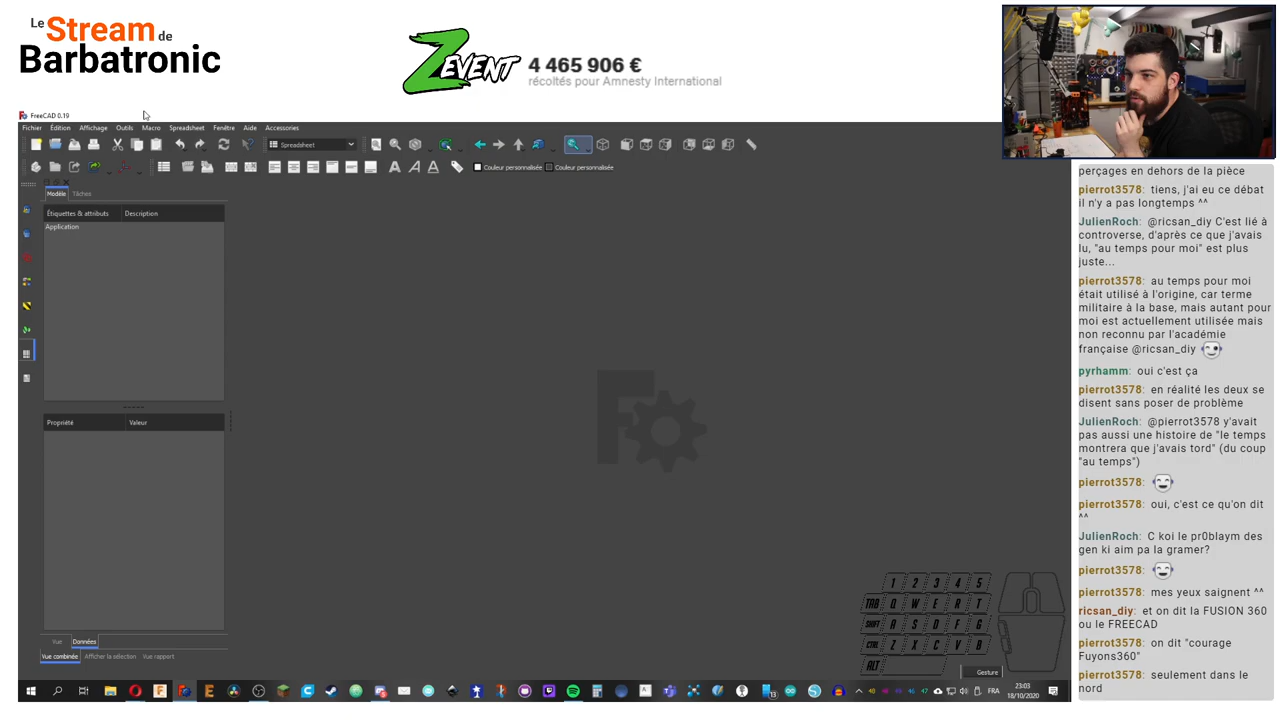 Le
Stream de
Barbatronic
ZEVENT
4 465 906 €
récoltés pour Amnesty International
FreeCAD 0.19
Fichier Édition Affichage Outils Macro Spreadsheet Fenêtre Aide Accessories
Spreadsheet
A A A Couleur personnalisée Couleur personnalisée
Modèle Tâches
Étiquettes & attributs Description
Application
Propriété Valeur
Vue Données
Vue combinée Afficher la sélection Vue rapport
1 2 3 4 5
TAB Q W E R T
SHIFT A S D F G
CTRL Z X C V B
ALT
Gesture
FRA
23:03
18/10/2020
perçages en dehors de la pièce
pierrot3578: tiens, j'ai eu ce débat
il n'y a pas longtemps ^^
JulienRoch: @ricsan_diy C'est lié à
controverse, d'après ce que j'avais
lu, "au temps pour moi" est plus
juste...
pierrot3578: au temps pour moi
était utilisé à l'origine, car terme
militaire à la base, mais autant pour
moi est actuellement utilisée mais
non reconnu par l'académie
française @ricsan_diy
pyrhamm: oui c'est ça
pierrot3578: en réalité les deux se
disent sans poser de problème
JulienRoch: @pierrot3578 y'avait
pas aussi une histoire de "le temps
montrera que j'avais tord" (du coup
"au temps")
pierrot3578:
pierrot3578: oui, c'est ce qu'on dit
^^
JulienRoch: C koi le pr0blaym des
gen ki aim pa la gramer?
pierrot3578:
pierrot3578: mes yeux saignent ^^
ricsan_diy: et on dit la FUSION 360
ou le FREECAD
pierrot3578: on dit "courage
Fuyons360"
pierrot3578: seulement dans le
nord